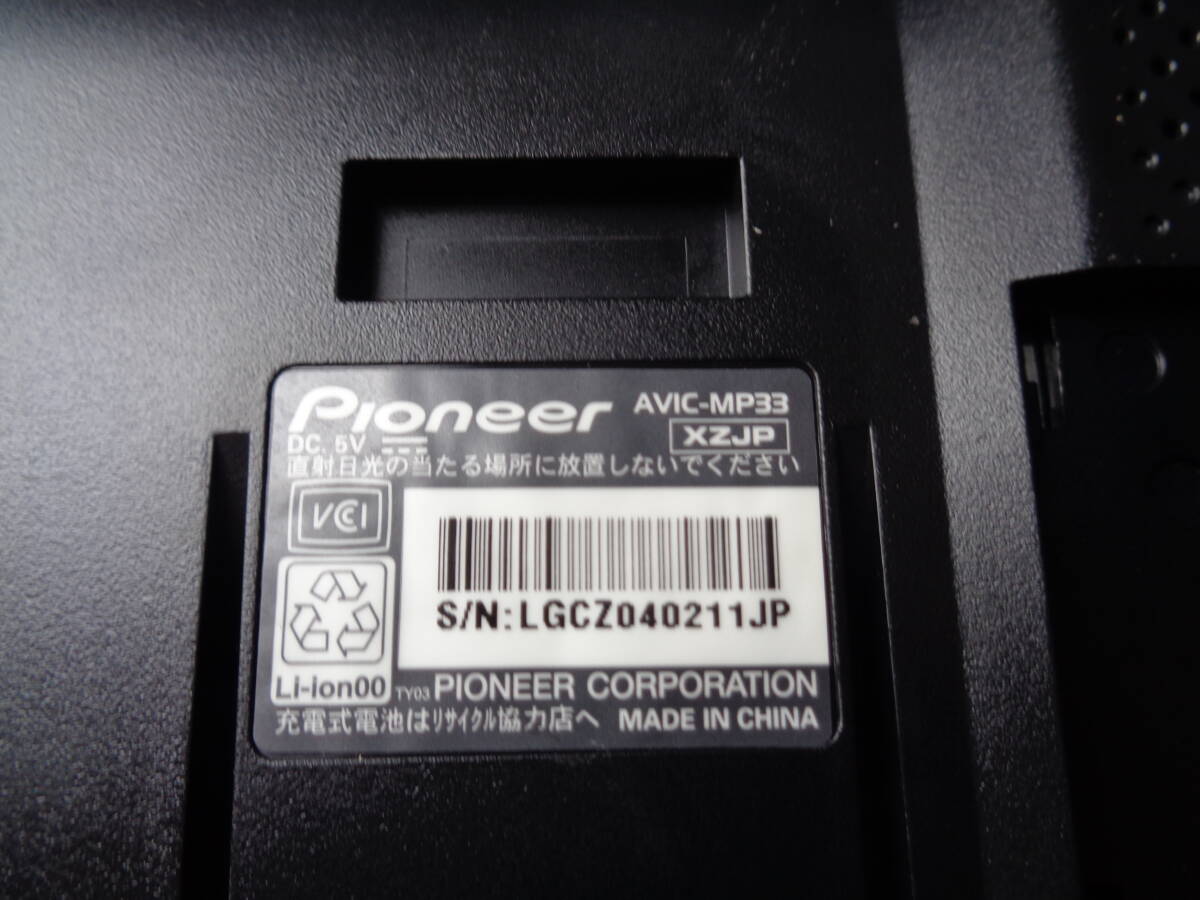 Pioneer AVIC-MP33
DC. 5V XZJP
直射日光の当たる場所に放置しないでください
VCCI
S/N:LGCZ040211JP
Li-ion00 TY03 PIONEER CORPORATION
充電式電池はリサイクル協力店へ MADE IN CHINA